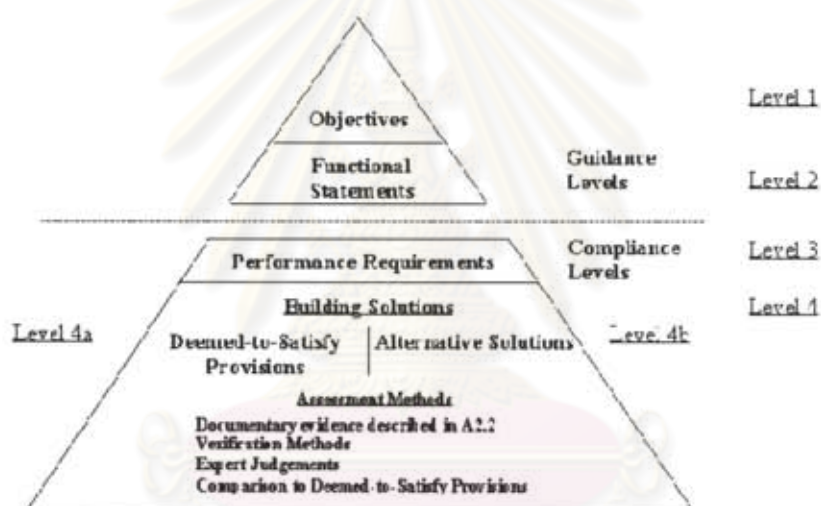 Level 1
Objectives
Functional
Statements
Guidance
Levels
Level 2
Performance Requirements
Compliance
Levels
Level 3
Building Solutions
Level 4
Level 4a
Deemed-to-Satisfy
Provisions
Alternative Solutions
Level 4b
Assessment Methods
Documentary evidence described in A2.2
Verification Methods
Expert Judgements
Comparison to Deemed-to-Satisfy Provisions